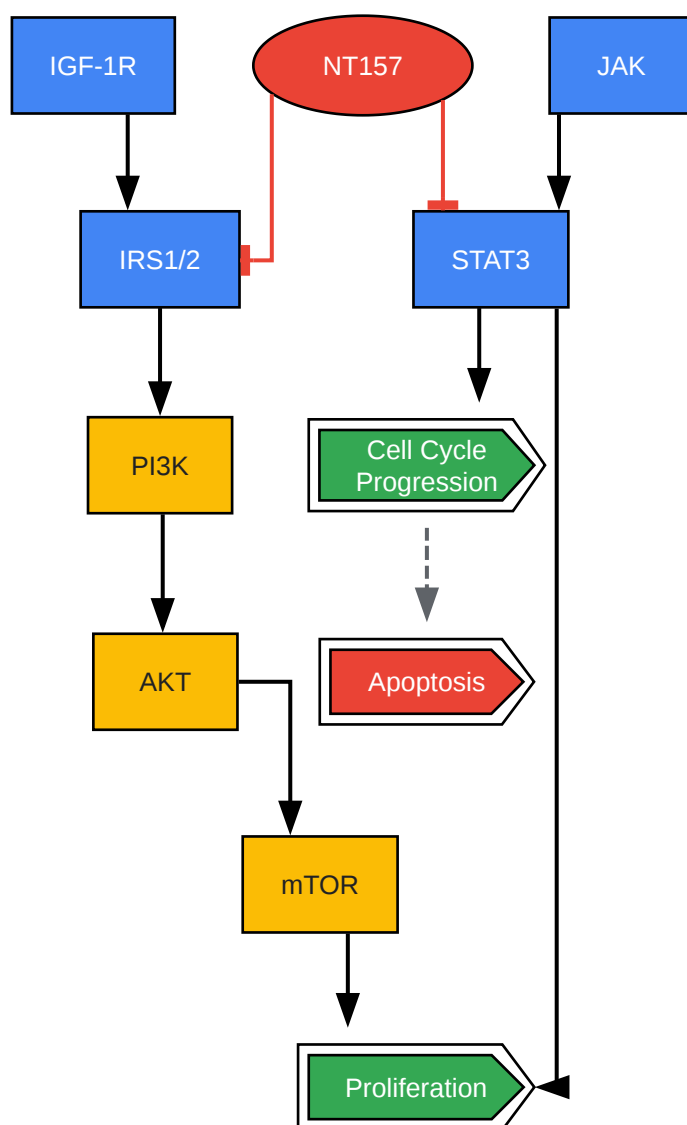 IGF-1R
NT157
JAK
IRS1/2
STAT3
PI3K
Cell Cycle
Progression
AKT
Apoptosis
mTOR
Proliferation